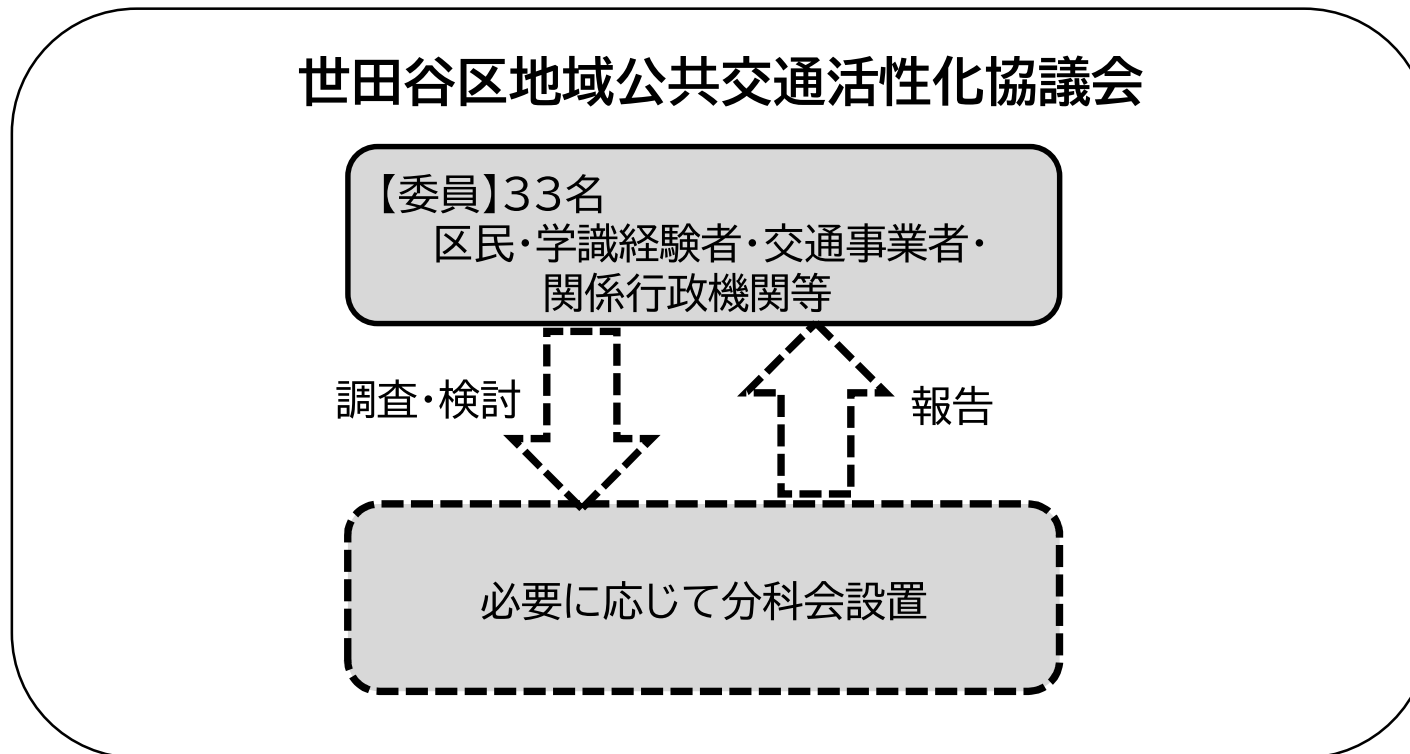 世田谷区地域公共交通活性化協議会
【委員】33名
区民・学識経験者・交通事業者・
関係行政機関等
調査・検討
報告
必要に応じて分科会設置